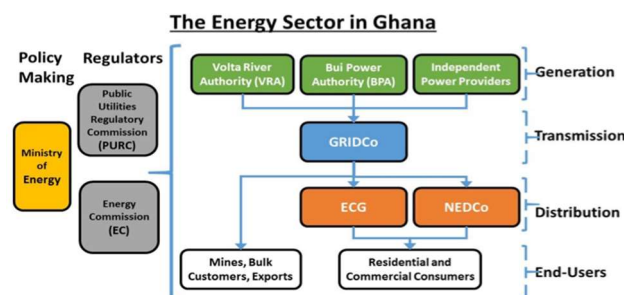 The Energy Sector in Ghana
Policy
Making
Regulators
Public
Utilities
Regulatory
Commission
(PURC)
Ministry
of
Energy
Energy
Commission
(EC)
Volta River
Authority (VRA)
Bui Power
Authority (BPA)
Independent
Power Providers
Generation
GRIDCo
Transmission
ECG
NEDCo
Distribution
Mines, Bulk
Customers, Exports
Residential and
Commercial Consumers
End-Users